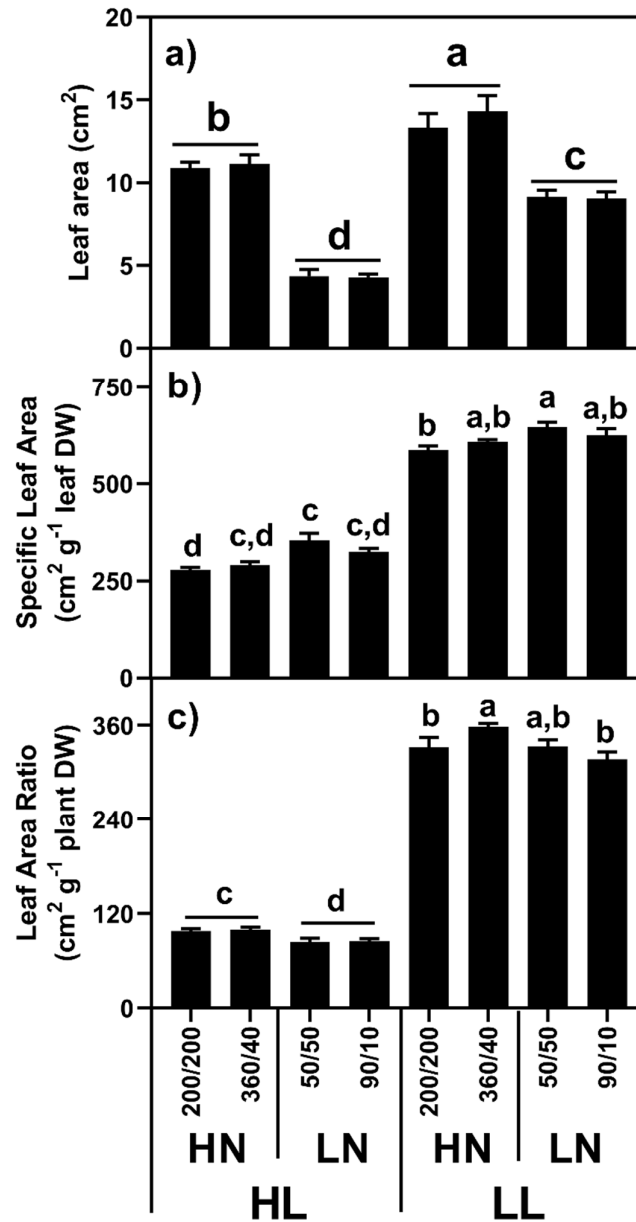 a)
Leaf area (cm²)
20
15
10
5
0
b
d
a
c
b)
Specific Leaf Area
(cm² g⁻¹ leaf DW)
750
500
250
0
d
c,d
c
c,d
b
a,b
a
a,b
c)
Leaf Area Ratio
(cm² g⁻¹ plant DW)
360
240
120
0
c
d
b
a
a,b
b
200/200 360/40 50/50 90/10 200/200 360/40 50/50 90/10
HN LN HN LN
HL LL